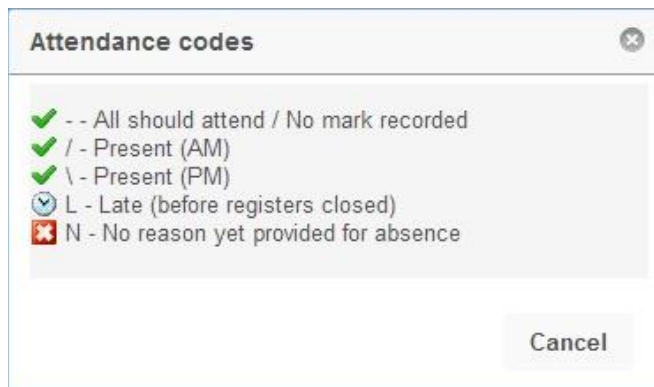 Attendance codes
- - All should attend / No mark recorded
/ - Present (AM)
\ - Present (PM)
L - Late (before registers closed)
N - No reason yet provided for absence
Cancel